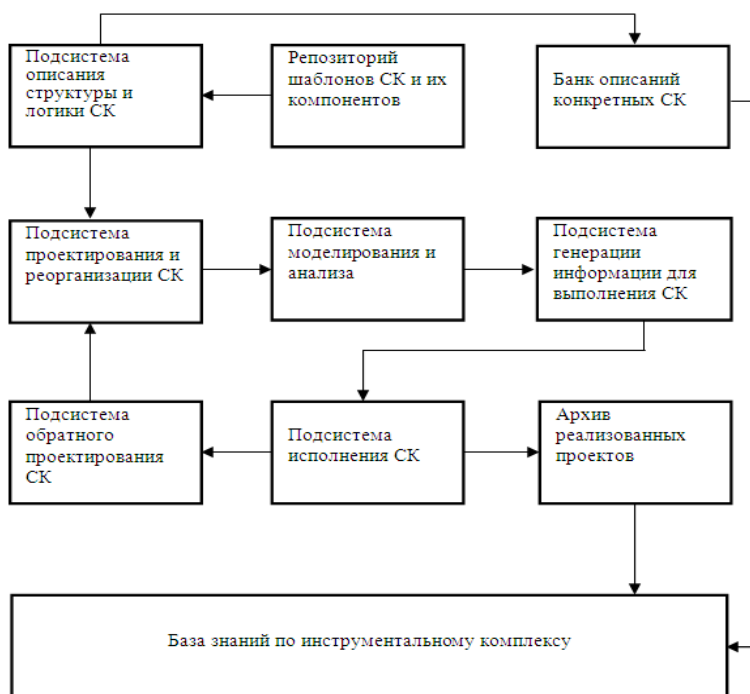 Подсистема
описания
структуры и
логики СК
Репозиторий
шаблонов СК и их
компонентов
Банк описаний
конкретных СК
Подсистема
проектирования и
реорганизации СК
Подсистема
моделирования и
анализа
Подсистема
генерации
информации для
выполнения СК
Подсистема
обратного
проектирования
СК
Подсистема
исполнения СК
Архив
реализованных
проектов
База знаний по инструментальному комплексу